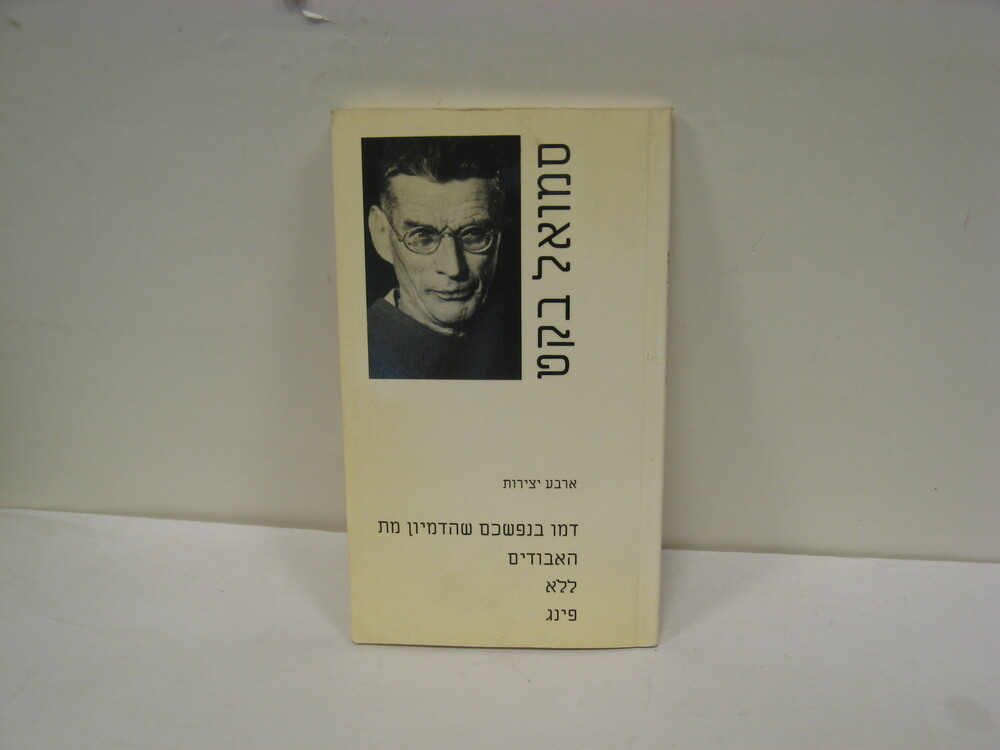 סמואל בקט
ארבע יצירות
דמו בנפשכם שהדמיון מת
האבודים
ללא
פינג